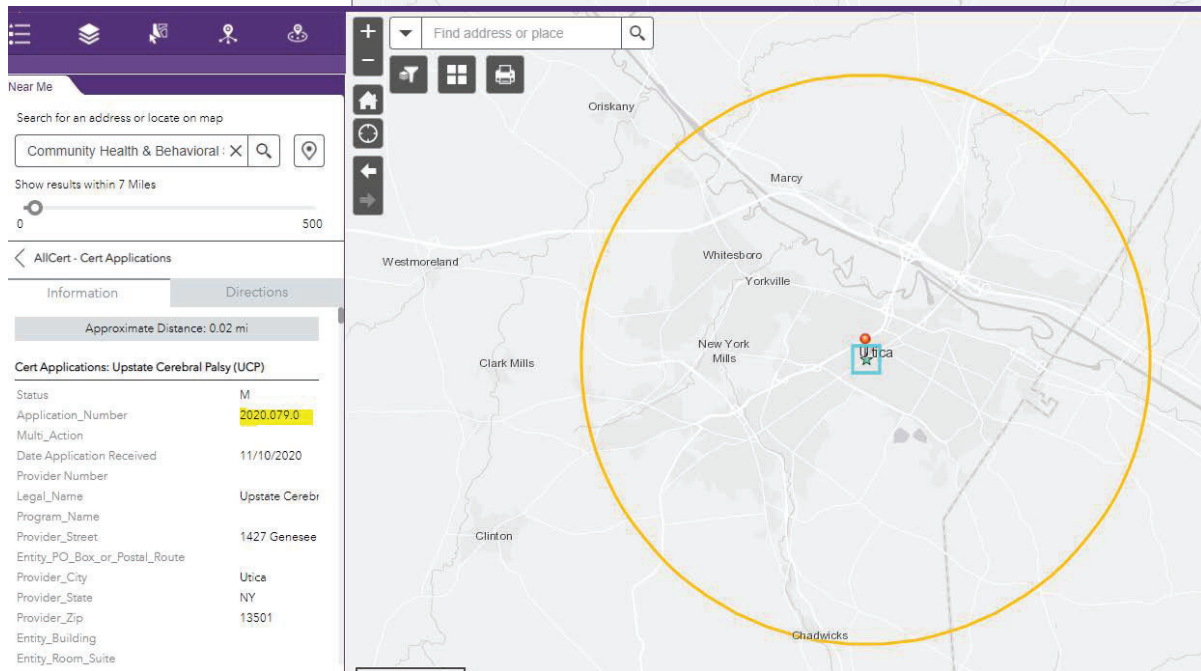 Near Me
Search for an address or locate on map
Community Health & Behavioral
Show results within 7 Miles
0 500
AllCert - Cert Applications
Information Directions
Approximate Distance: 0.02 mi
Cert Applications: Upstate Cerebral Palsy (UCP)
Status M
Application_Number 2020.079.0
Multi_Action
Date Application Received 11/10/2020
Provider Number
Legal_Name Upstate Cerebr
Program_Name
Provider_Street 1427 Genesee
Entity_PO_Box_or_Postal_Route
Provider_City Utica
Provider_State NY
Provider_Zip 13501
Entity_Building
Entity_Room_Suite
Find address or place
Oriskany
Marcy
Whitesboro
Westmoreland
Yorkville
New York
Mills
Utica
Clark Mills
Clinton
Chadwicks